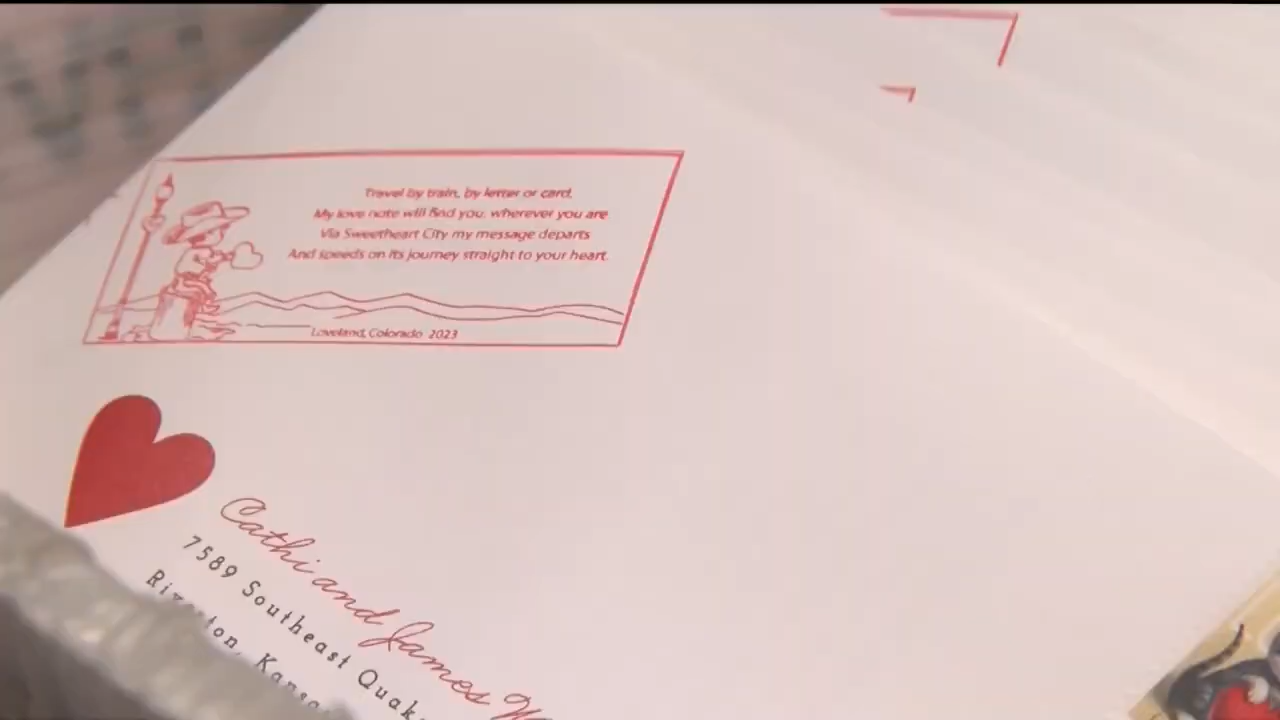 Travel by train, by letter or card,
My love note will find you, wherever you are
Via Sweetheart City my message departs
And speeds on its journey straight to your heart.
Loveland, Colorado 2023
Cathi and James
7589 Southeast